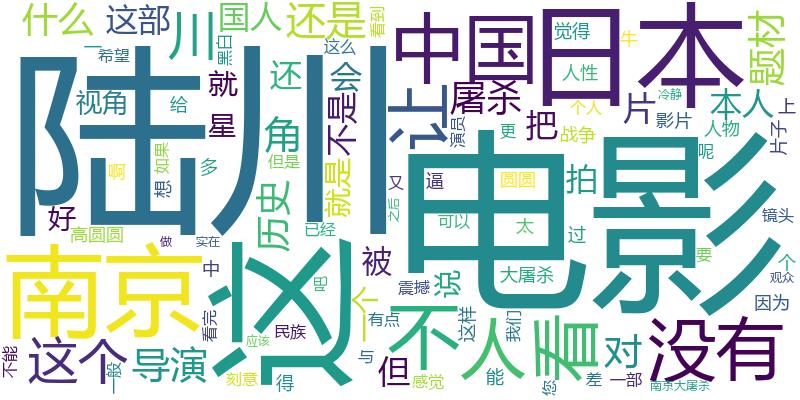 什么
这部
川
国人
还是
中国
日本
觉得
牛
题材
看到
一
希望
黑白
这么
陆川
视角
给
就
星
还
会
角
不是
让
屠杀
人性
个人
冷静
本人
上
把
片
影片
人物
片子
演员
更
战争
呢
电影
啊
如果
想
多
但是
就是
又
逼
圆圆
拍
好
高圆圆
历史
之后
可以
太
过
镜头
做
实在
已经
要
个
南京
中
这
被
说
大屠杀
观众
看完
吧
一个
震撼
不
人
看
因为
有点
这样
我们
对
没有
不能
这个
一般
导演
应该
民族
刻意
得
与
但
感觉
能
您
差
一部
南京大屠杀